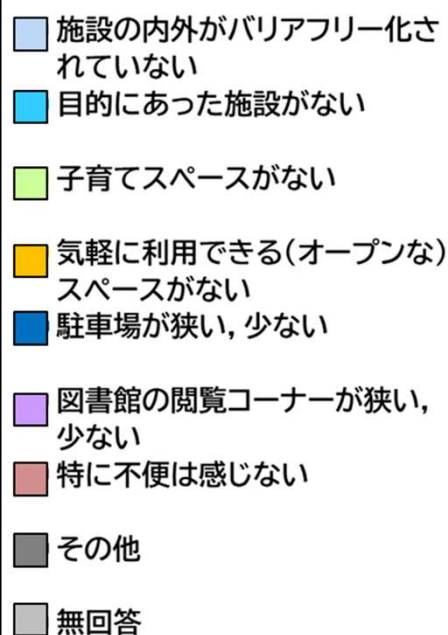 施設の内外がバリアフリー化さ
れていない
目的にあった施設がない
子育てスペースがない
気軽に利用できる(オープンな)
スペースがない
駐車場が狭い,少ない
図書館の閲覧コーナーが狭い,
少ない
特に不便は感じない
その他
無回答